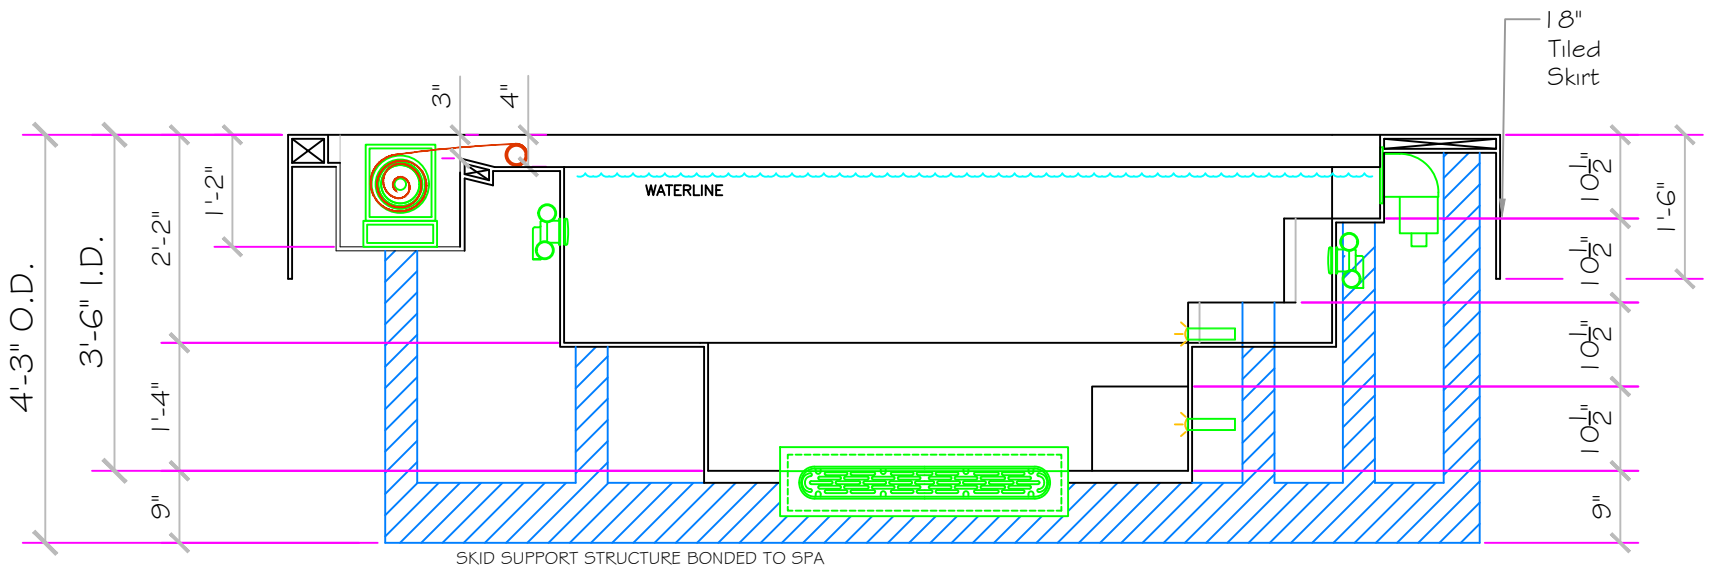 18"
Tiled
Skirt
3"
4"
1'-2"
2'-2"
3'-6" I.D.
4'-3" O.D.
1'-4"
9"
WATERLINE
10½"
10½"
10½"
10½"
9"
1'-6"
SKID SUPPORT STRUCTURE BONDED TO SPA